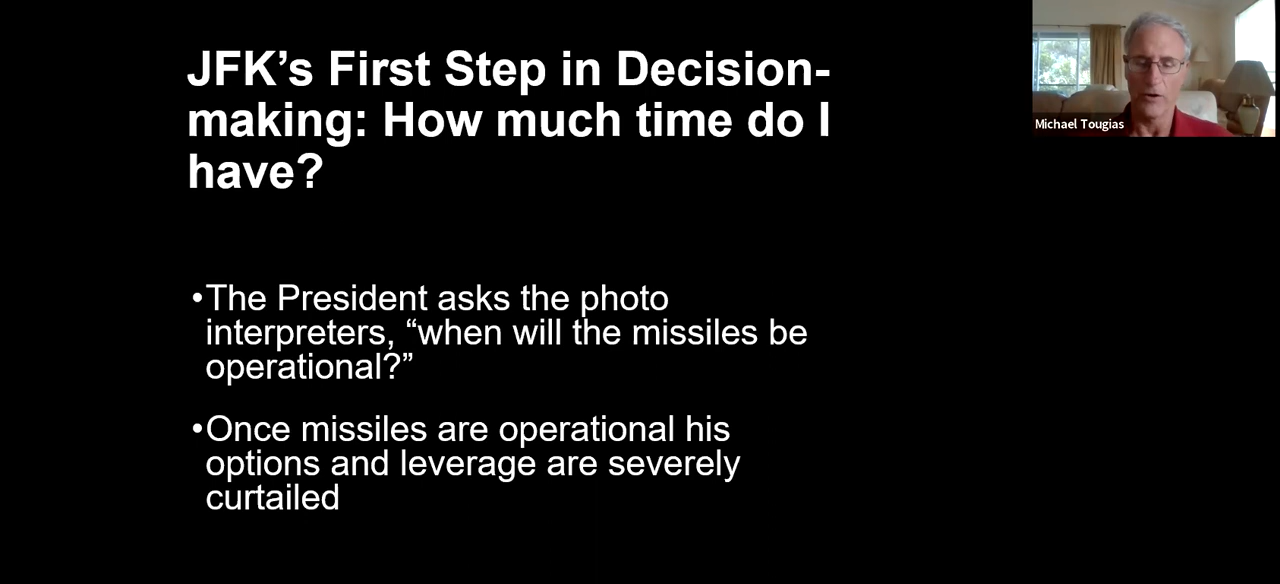 JFK’s First Step in Decision-
making: How much time do I
have?
•The President asks the photo
interpreters, “when will the missiles be
operational?”
•Once missiles are operational his
options and leverage are severely
curtailed
Michael Tougias